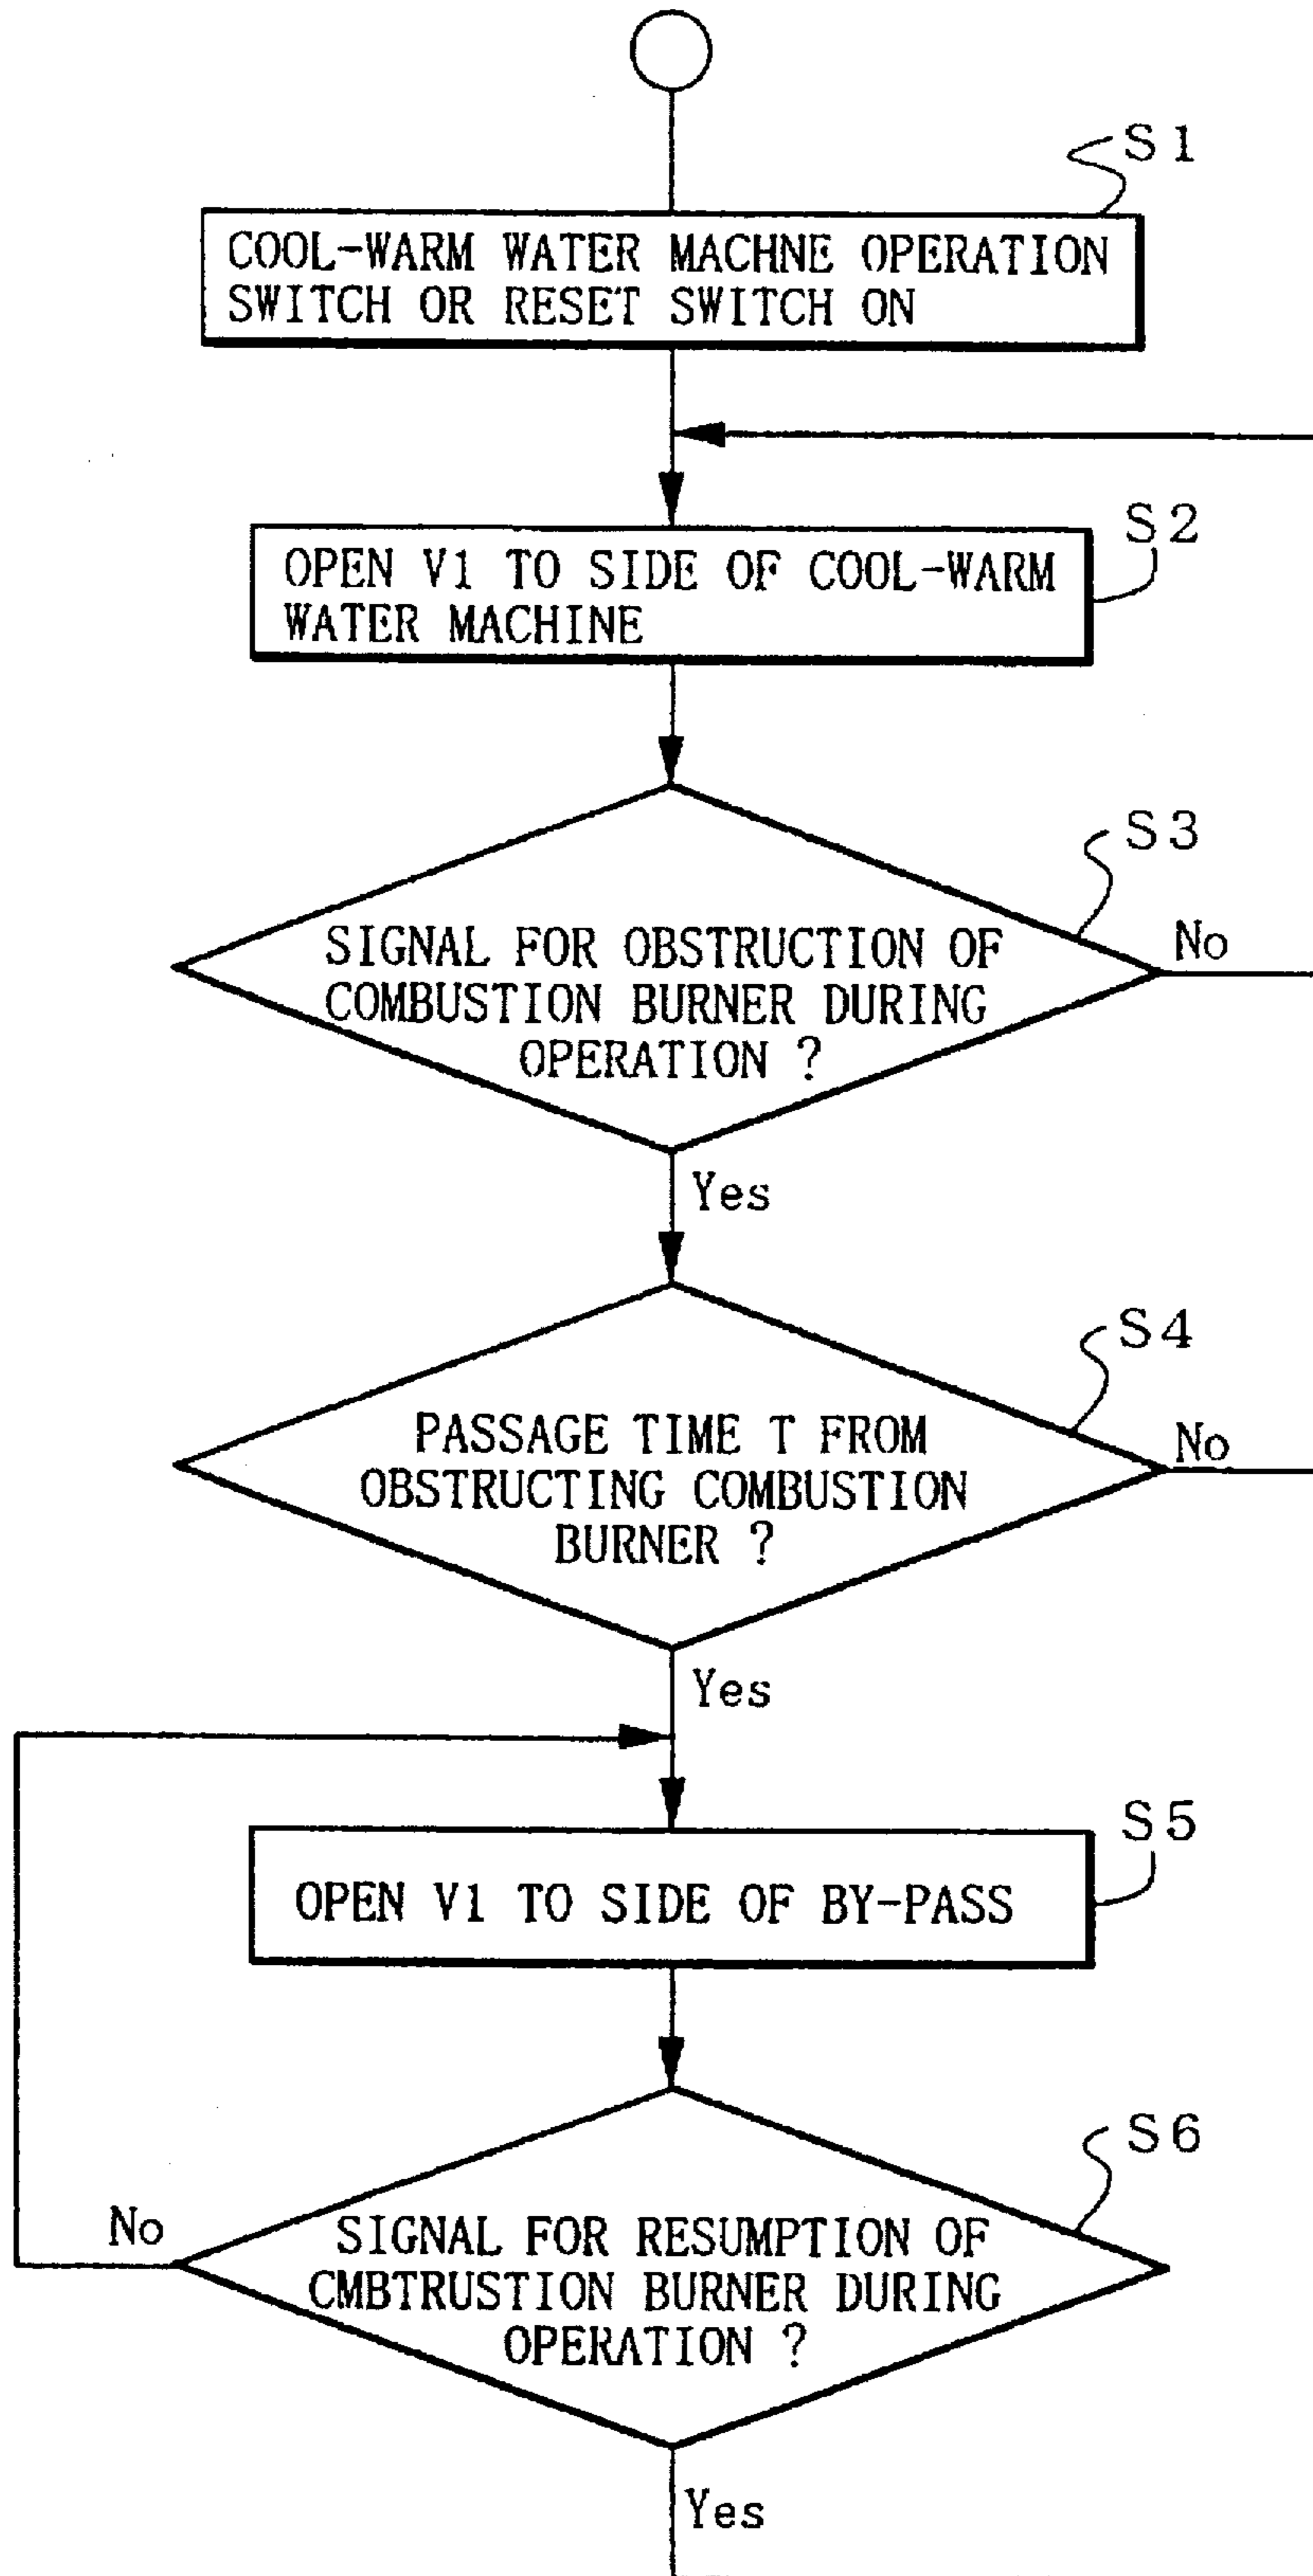 S1
COOL-WARM WATER MACHNE OPERATION
SWITCH OR RESET SWITCH ON
S2
OPEN V1 TO SIDE OF COOL-WARM
WATER MACHINE
S3
SIGNAL FOR OBSTRUCTION OF
COMBUSTION BURNER DURING
OPERATION ?
No
Yes
S4
PASSAGE TIME T FROM
OBSTRUCTING COMBUSTION
BURNER ?
No
Yes
S5
OPEN V1 TO SIDE OF BY-PASS
S6
SIGNAL FOR RESUMPTION OF
CMBTRUSTION BURNER DURING
OPERATION ?
No
Yes